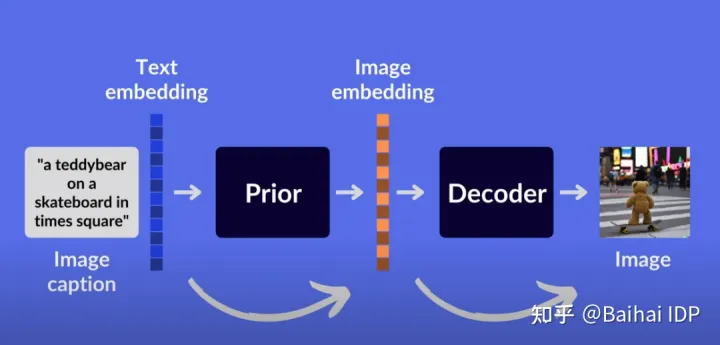 Text
embedding
Image
embedding
"a teddybear
on a
skateboard in
times square"
Prior
Decoder
Image
caption
Image
知乎 @Baihai IDP